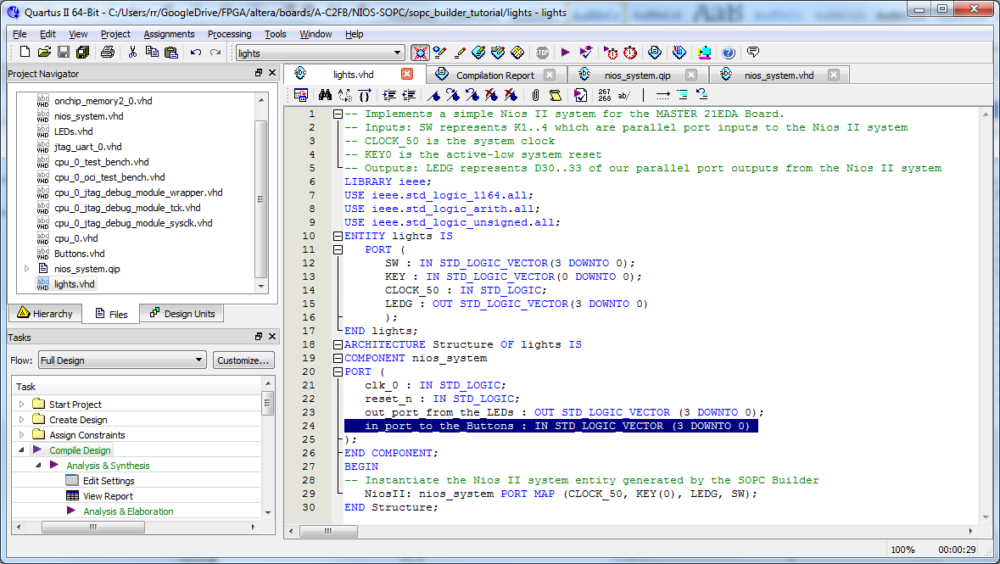 Quartus II 64-Bit - C:/Users/rr/GoogleDrive/FPGA/altera/boards/A-C2FB/NIOS-SOPC/sopc_builder_tutorial/lights - lights
File Edit View Project Assignments Processing Tools Window Help
lights
STOP
Project Navigator
onchip_memory2_0.vhd
nios_system.vhd
LEDs.vhd
jtag_uart_0.vhd
cpu_0_test_bench.vhd
cpu_0_oci_test_bench.vhd
cpu_0_jtag_debug_module_wrapper.vhd
cpu_0_jtag_debug_module_tck.vhd
cpu_0_jtag_debug_module_sysclk.vhd
cpu_0.vhd
Buttons.vhd
nios_system.qip
lights.vhd
Hierarchy Files Design Units
Tasks
Flow: Full Design Customize...
Task
Start Project
Create Design
Assign Constraints
Compile Design
Analysis & Synthesis
Edit Settings
View Report
Analysis & Elaboration
lights.vhd Compilation Report nios_system.qip nios_system.vhd
267 268 ab/
1 -- Implements a simple Nios II system for the MASTER 21EDA Board.
2 -- Inputs: SW represents K1..4 which are parallel port inputs to the Nios II system
3 -- CLOCK_50 is the system clock
4 -- KEY0 is the active-low system reset
5 -- Outputs: LEDG represents D30..33 of our parallel port outputs from the Nios II system
6 LIBRARY ieee;
7 USE ieee.std_logic_1164.all;
8 USE ieee.std_logic_arith.all;
9 USE ieee.std_logic_unsigned.all;
10 ENTITY lights IS
11 PORT (
12 SW : IN STD_LOGIC_VECTOR(3 DOWNTO 0);
13 KEY : IN STD_LOGIC_VECTOR(0 DOWNTO 0);
14 CLOCK_50 : IN STD_LOGIC;
15 LEDG : OUT STD_LOGIC_VECTOR(3 DOWNTO 0)
16 );
17 END lights;
18 ARCHITECTURE Structure OF lights IS
19 COMPONENT nios_system
20 PORT (
21 clk_0 : IN STD_LOGIC;
22 reset_n : IN STD_LOGIC;
23 out_port_from_the_LEDs : OUT STD_LOGIC_VECTOR (3 DOWNTO 0);
24 in_port_to_the_Buttons : IN STD_LOGIC_VECTOR (3 DOWNTO 0)
25 );
26 END COMPONENT;
27 BEGIN
28 -- Instantiate the Nios II system entity generated by the SOPC Builder
29 NiosII: nios_system PORT MAP (CLOCK_50, KEY(0), LEDG, SW);
30 END Structure;
100% 00:00:29